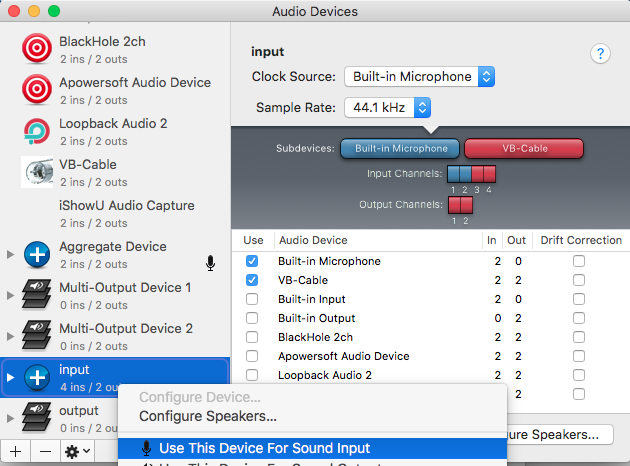 Audio Devices
BlackHole 2ch
2 ins / 2 outs
Apowersoft Audio Device
2 ins / 2 outs
Loopback Audio 2
2 ins / 2 outs
VB-Cable
2 ins / 2 outs
iShowU Audio Capture
2 ins / 2 outs
Aggregate Device
2 ins / 2 outs
Multi-Output Device 1
0 ins / 2 outs
Multi-Output Device 2
0 ins / 2 outs
input
4 ins / 2 ou
output
0 ins / 2
+ −
input
?
Clock Source: Built-in Microphone
Sample Rate: 44.1 kHz
Subdevices: Built-in Microphone VB-Cable
Input Channels:
1 2 3 4
Output Channels:
1 2
Use Audio Device In Out Drift Correction
Built-in Microphone 2 0
VB-Cable 2 2
Built-in Input 2 0
Built-in Output 0 2
BlackHole 2ch 2 2
Apowersoft Audio Device 2 2
Loopback Audio 2 2 2
2
Configure Device...
Configure Speakers...
Use This Device For Sound Input
Use This Device For Sound Output
ure Speakers...